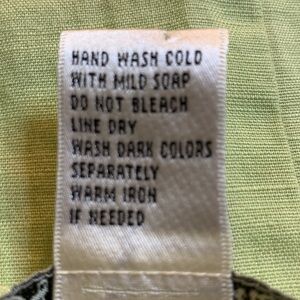 HAND WASH COLD
WITH MILD SOAP
DO NOT BLEACH
LINE DRY
WASH DARK COLORS
SEPARATELY
WARM IRON
IF NEEDED